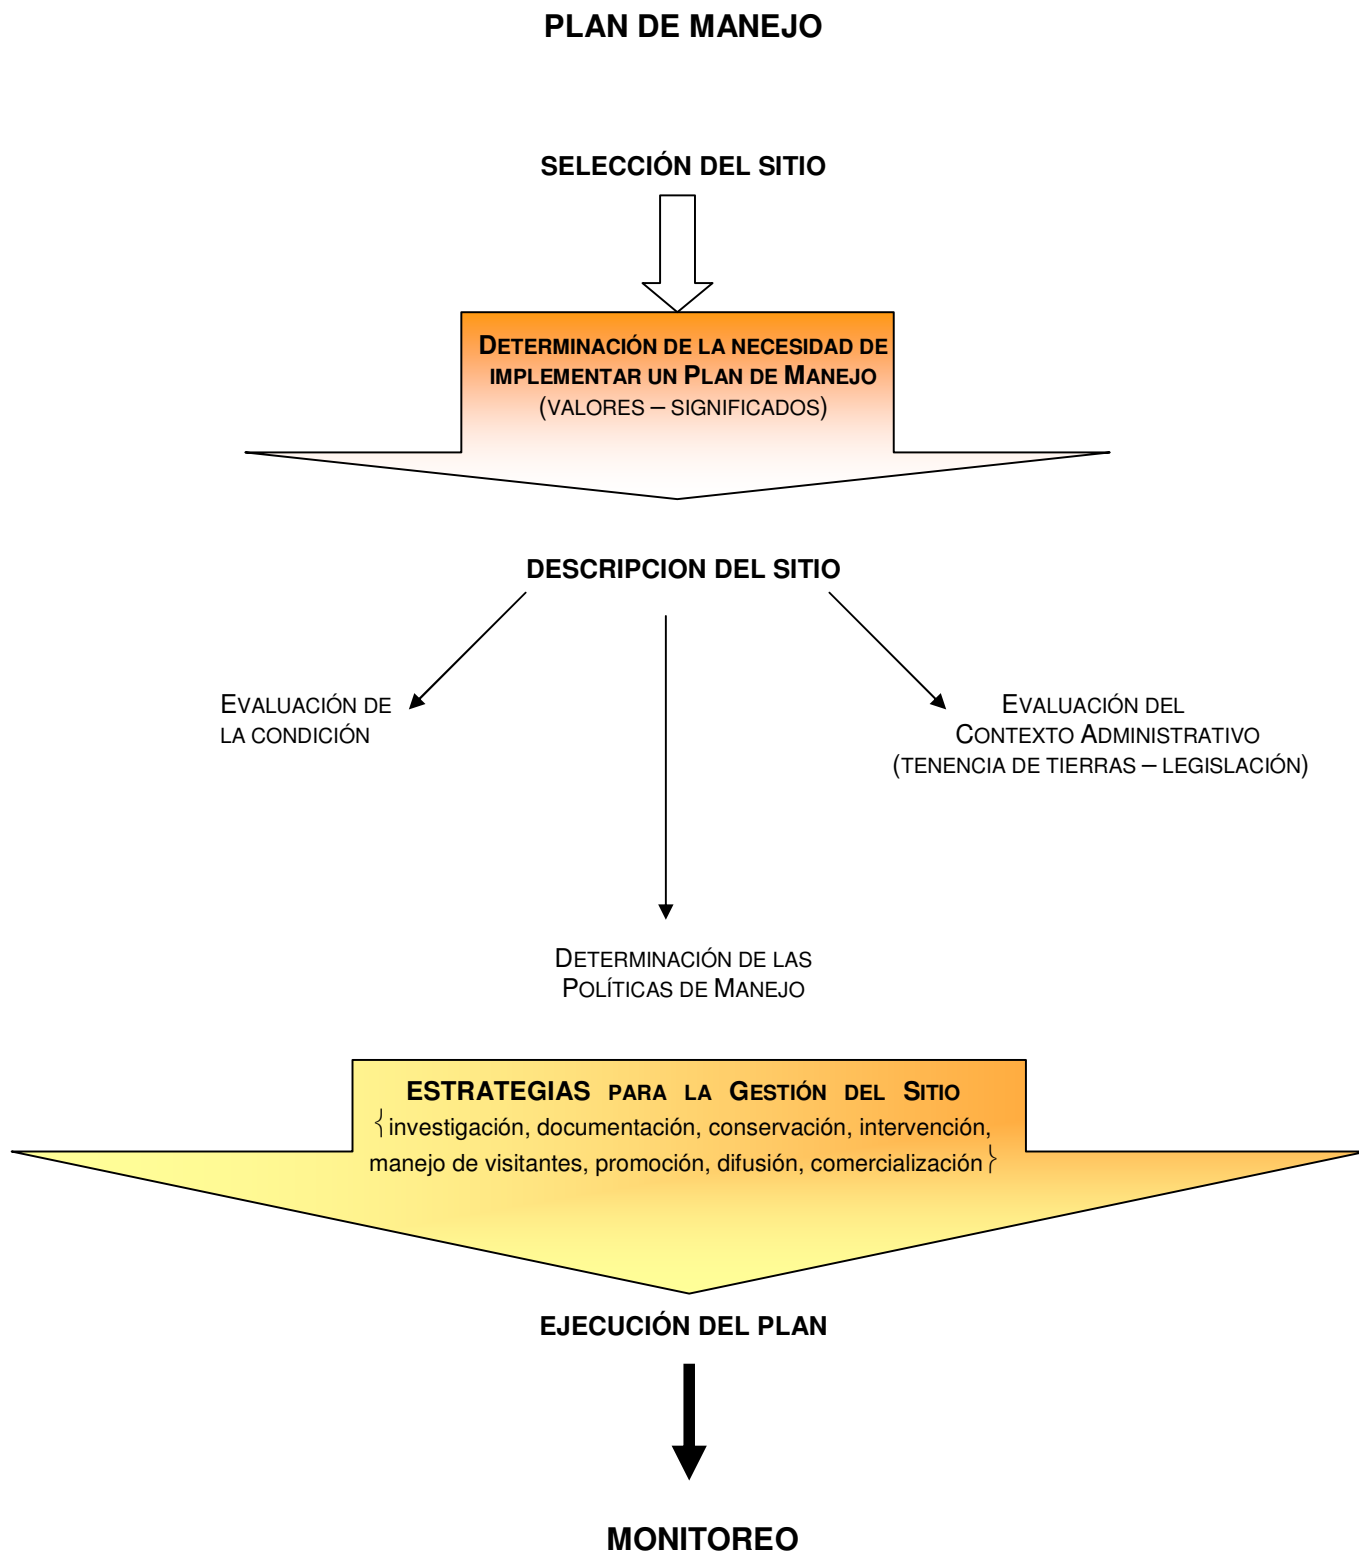 PLAN DE MANEJO
SELECCIÓN DEL SITIO
DETERMINACIÓN DE LA NECESIDAD DE
IMPLEMENTAR UN PLAN DE MANEJO
(VALORES – SIGNIFICADOS)
DESCRIPCION DEL SITIO
EVALUACIÓN DE
LA CONDICIÓN
EVALUACIÓN DEL
CONTEXTO ADMINISTRATIVO
(TENENCIA DE TIERRAS – LEGISLACIÓN)
DETERMINACIÓN DE LAS
POLÍTICAS DE MANEJO
ESTRATEGIAS PARA LA GESTIÓN DEL SITIO
{investigación, documentación, conservación, intervención,
manejo de visitantes, promoción, difusión, comercialización}
EJECUCIÓN DEL PLAN
MONITOREO